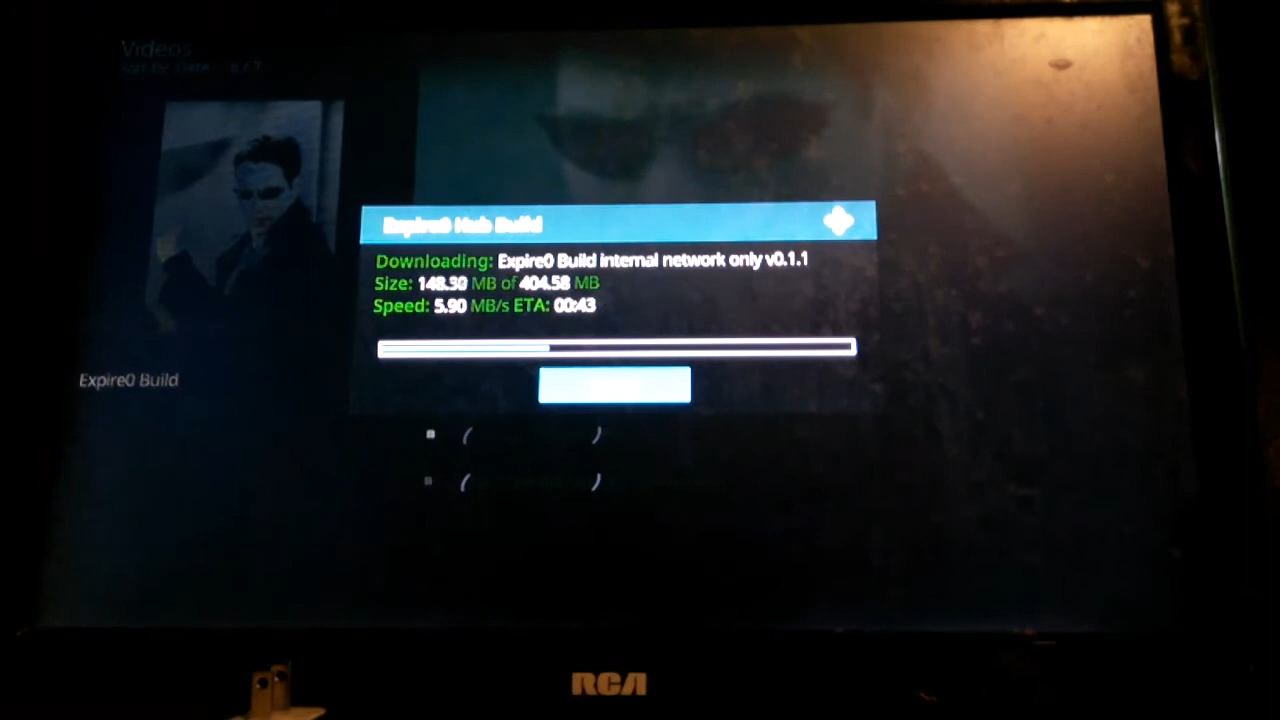 Videos
Expire0 Hub Build
Downloading: Expire0 Build internal network only v0.1.1
Size: 148.30 MB of 404.58 MB
Speed: 5.90 MB/s ETA: 00:43
Expire0 Build
( )
( )
RCA